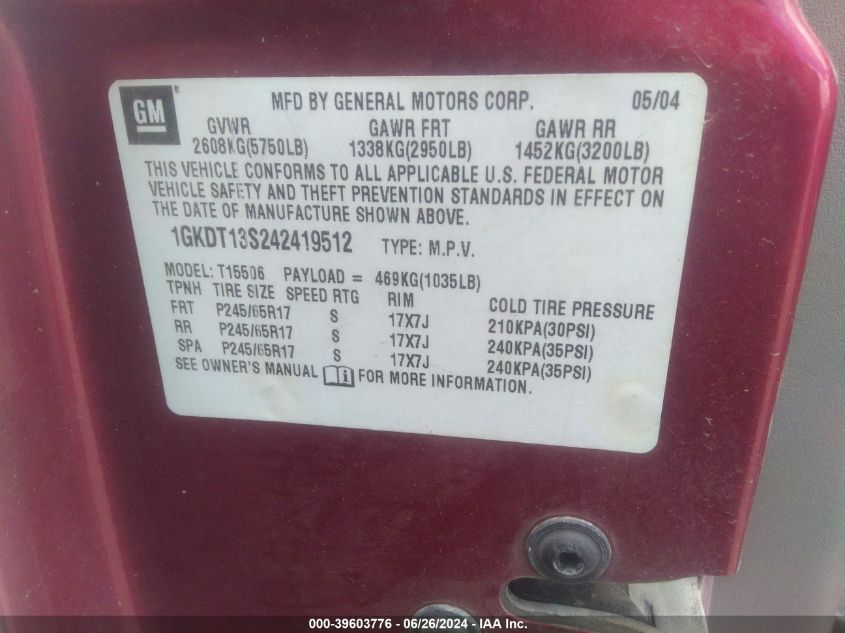 GM®
MFD BY GENERAL MOTORS CORP. 05/04
GVWR GAWR FRT GAWR RR
2608KG(5750LB) 1338KG(2950LB) 1452KG(3200LB)
THIS VEHICLE CONFORMS TO ALL APPLICABLE U.S. FEDERAL MOTOR
VEHICLE SAFETY AND THEFT PREVENTION STANDARDS IN EFFECT ON
THE DATE OF MANUFACTURE SHOWN ABOVE.
1GKDT13S242419512 TYPE: M.P.V.
MODEL: T15506 PAYLOAD = 469KG(1035LB)
TPNH TIRE SIZE SPEED RTG RIM COLD TIRE PRESSURE
FRT P245/65R17 S 17X7J 210KPA(30PSI)
RR P245/65R17 S 17X7J 240KPA(35PSI)
SPA P245/65R17 S 17X7J 240KPA(35PSI)
SEE OWNER'S MANUAL FOR MORE INFORMATION.
000-39603776 - 06/26/2024 - IAA Inc.